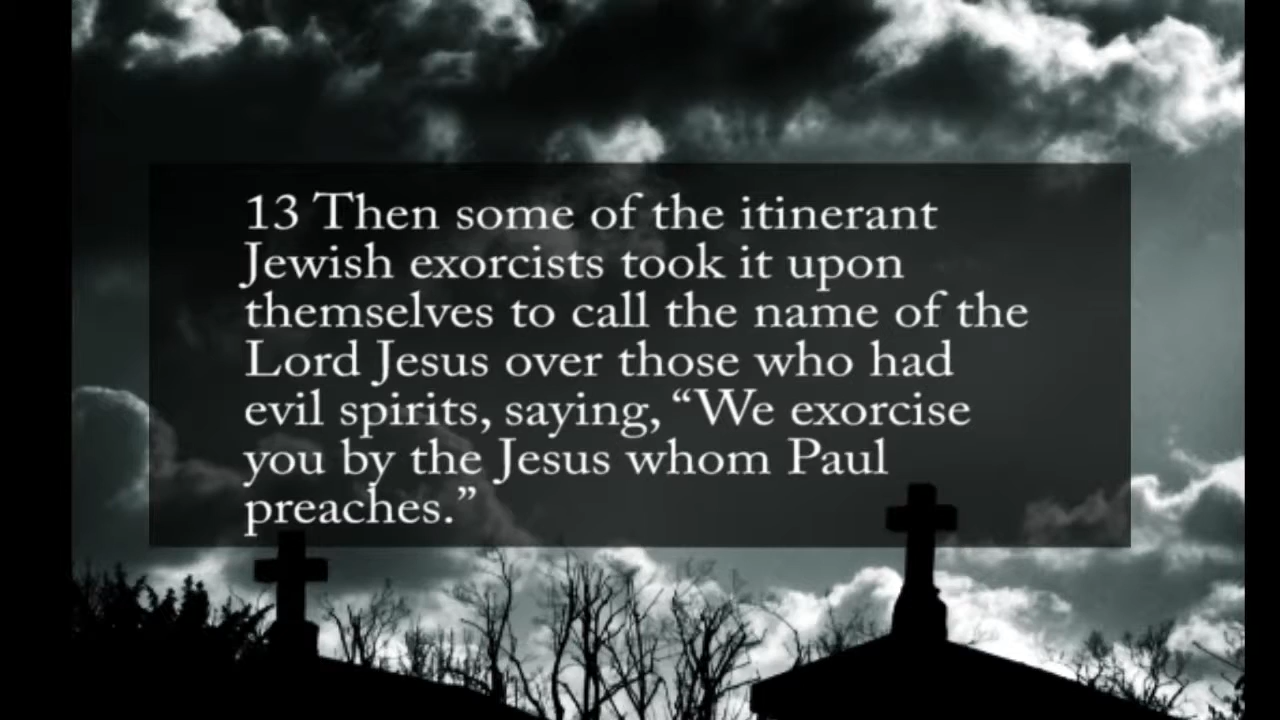 13 Then some of the itinerant
Jewish exorcists took it upon
themselves to call the name of the
Lord Jesus over those who had
evil spirits, saying, “We exorcise
you by the Jesus whom Paul
preaches.”